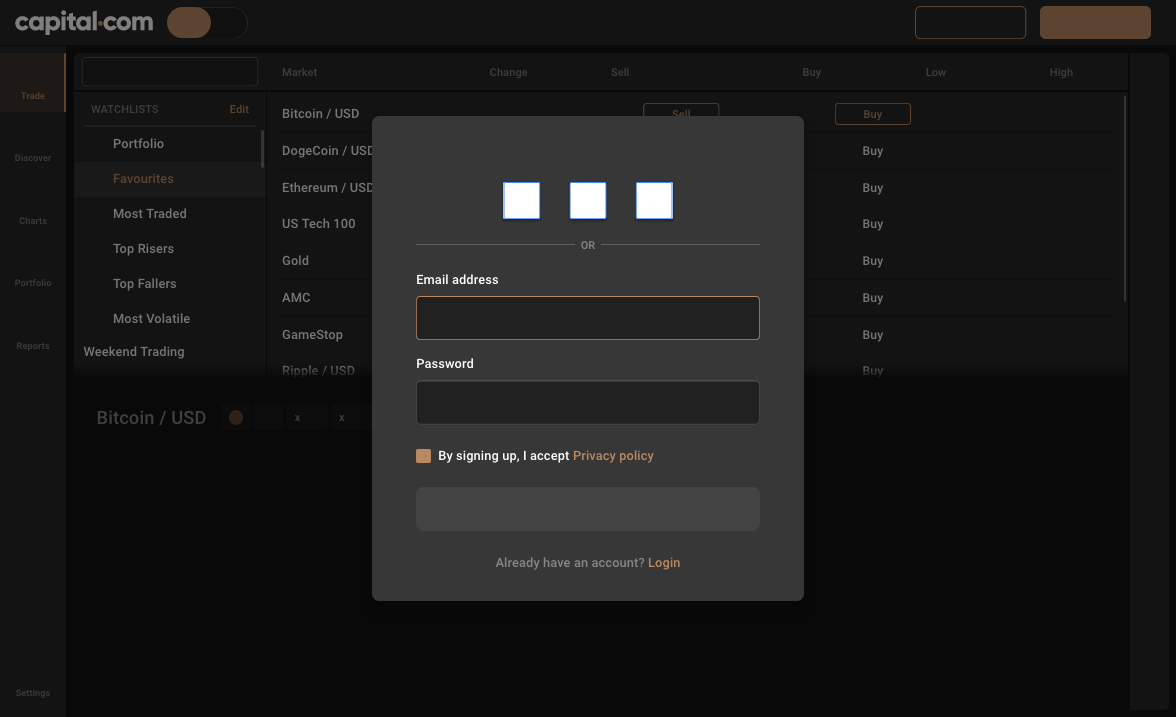 capital.com
Market Change Sell Buy Low High
Trade
WATCHLISTS Edit
Bitcoin / USD Sell Buy
Portfolio
DogeCoin / USD Buy
Discover
Favourites
Ethereum / USD Buy
Most Traded
Charts
US Tech 100 Buy
Top Risers
Gold Buy
Portfolio
Top Fallers
AMC Buy
Most Volatile
GameStop Buy
Reports
Weekend Trading
Ripple / USD Buy
Bitcoin / USD x x
OR
Email address
Password
By signing up, I accept Privacy policy
Already have an account? Login
Settings